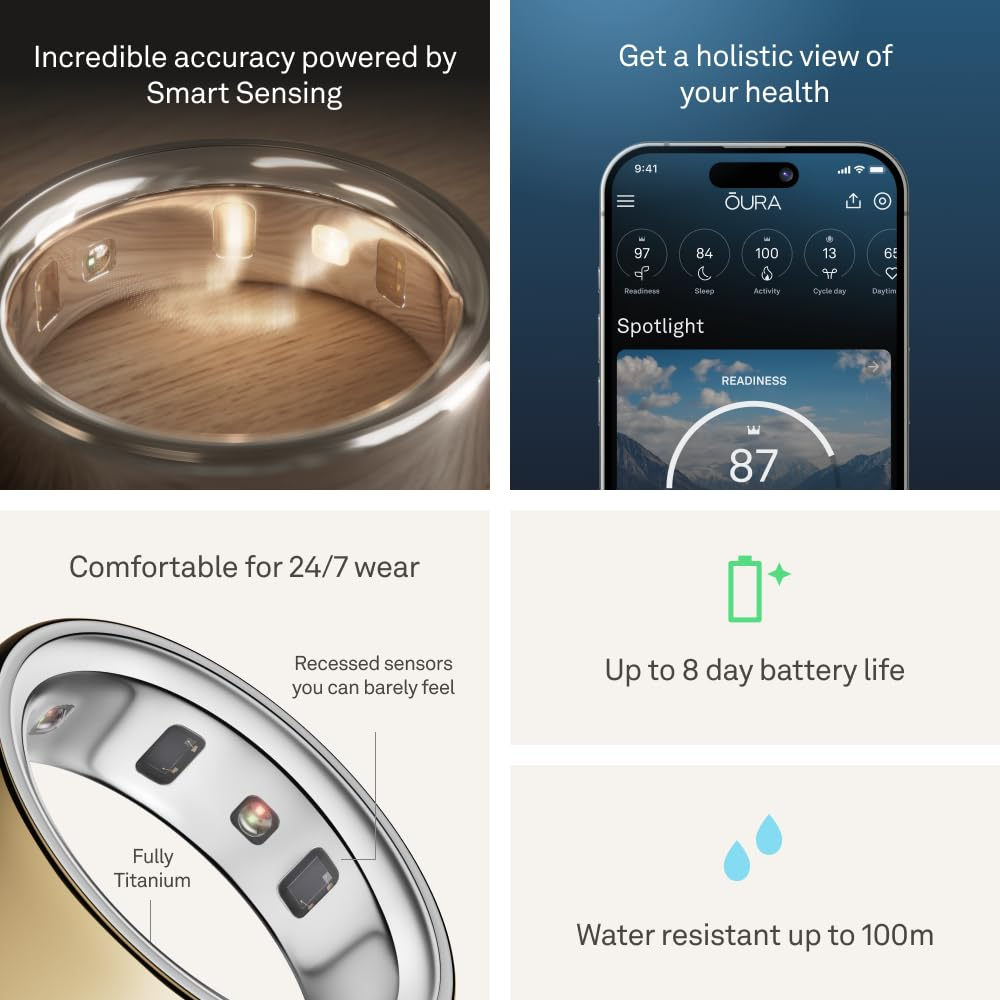 Incredible accuracy powered by
Smart Sensing
Get a holistic view of
your health
9:41
ŌURA
97
84
100
13
65
Readiness
Sleep
Activity
Cycle day
Daytim
Spotlight
READINESS
87
Comfortable for 24/7 wear
Recessed sensors
you can barely feel
Fully
Titanium
Up to 8 day battery life
Water resistant up to 100m